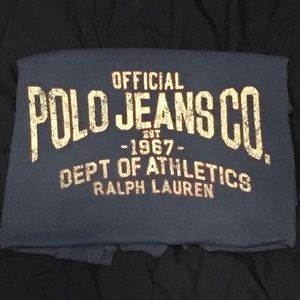 OFFICIAL
POLO JEANS CO.
EST
-1967-
DEPT OF ATHLETICS
RALPH LAUREN